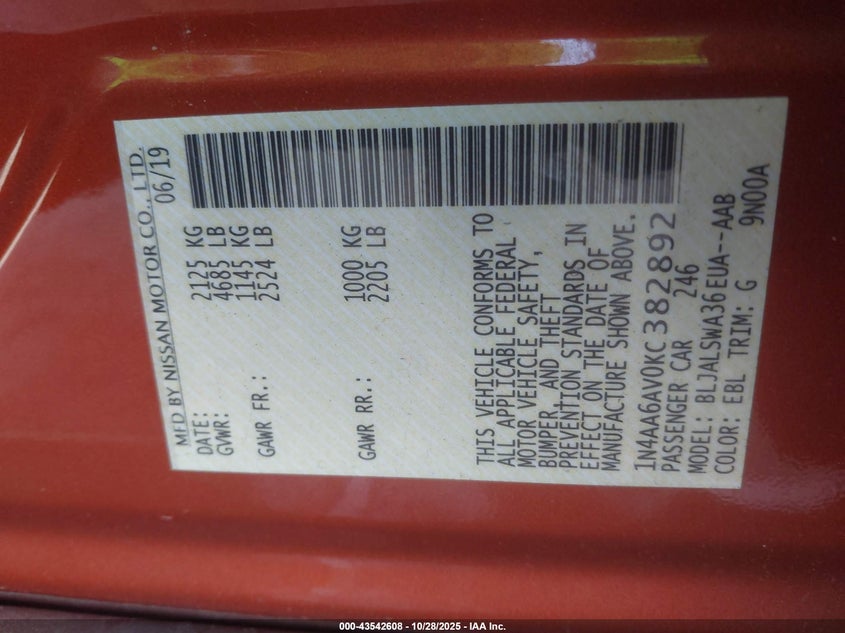 MFD BY NISSAN MOTOR CO., LTD.
DATE: 06/19
GVWR: 2125 KG
4685 LB
GAWR FR.: 1145 KG
2524 LB
GAWR RR.: 1000 KG
2205 LB
THIS VEHICLE CONFORMS TO
ALL APPLICABLE FEDERAL
MOTOR VEHICLE SAFETY,
BUMPER, AND THEFT
PREVENTION STANDARDS IN
EFFECT ON THE DATE OF
MANUFACTURE SHOWN ABOVE.
1N4AA6AV0KC382892
PASSENGER CAR 246
MODEL: BLJALSWA36EUA--AAB
COLOR: EBL TRIM: G 9N00A
000-43542608 - 10/28/2025 - IAA Inc.